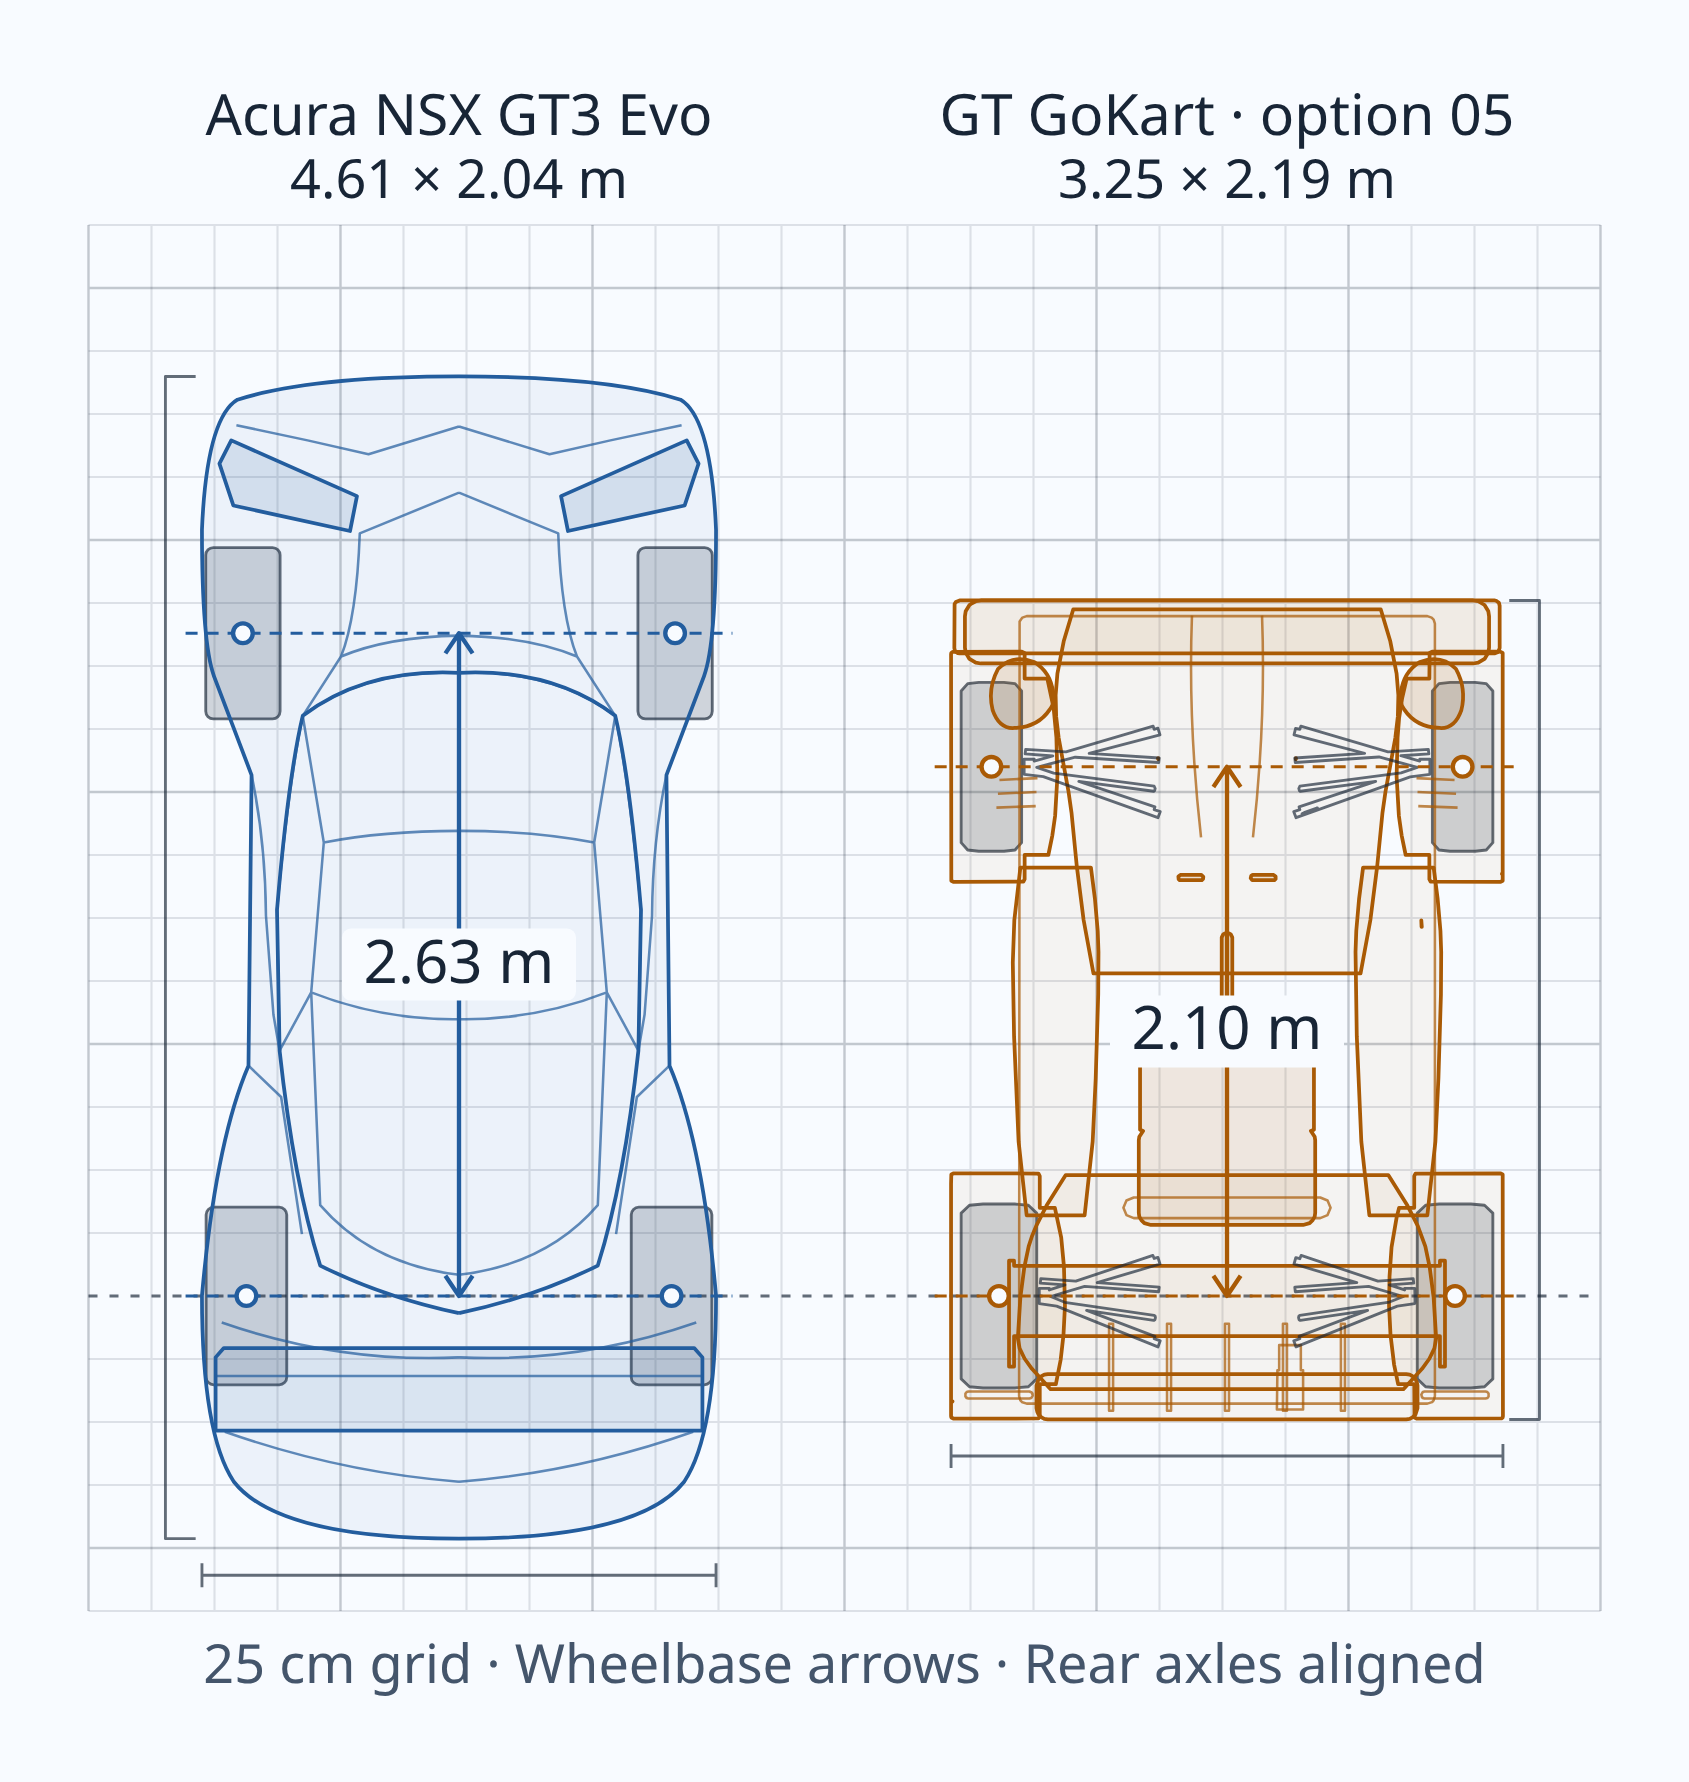 Acura NSX GT3 Evo
4.61 × 2.04 m
GT GoKart · option 05
3.25 × 2.19 m
2.63 m
2.10 m
25 cm grid · Wheelbase arrows · Rear axles aligned